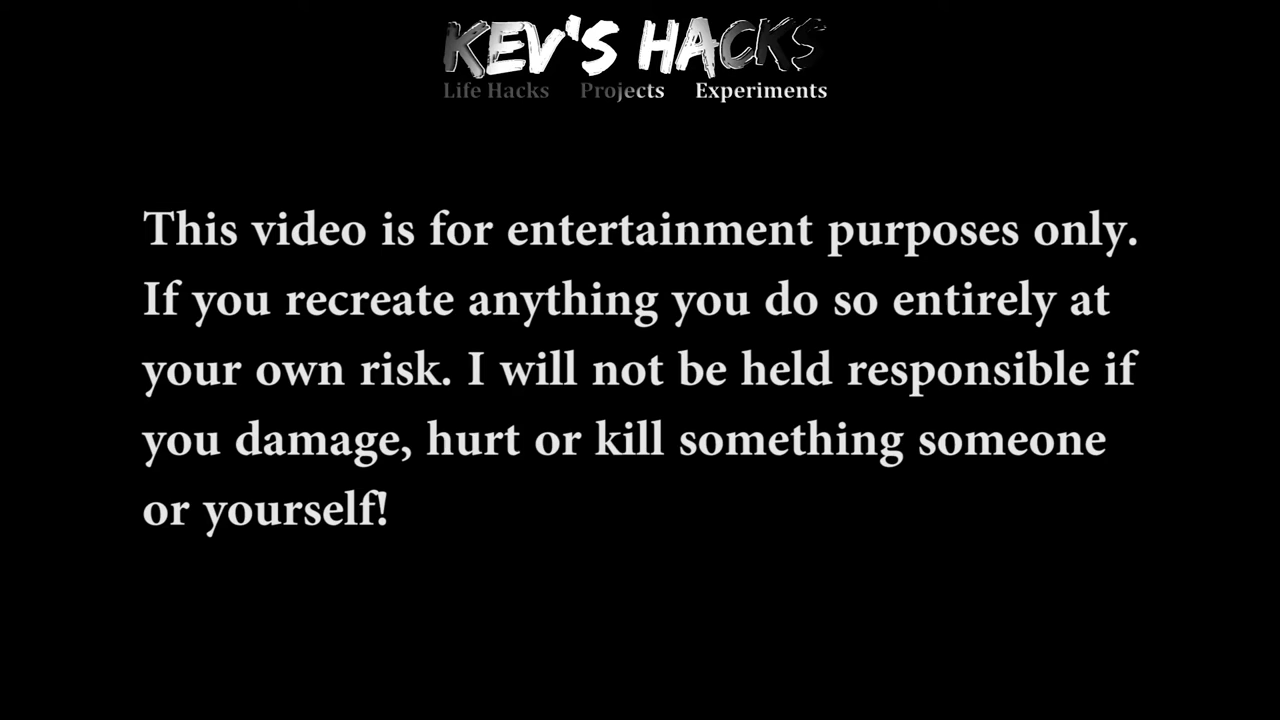 KEV'S HACKS
Life Hacks Projects Experiments
This video is for entertainment purposes only.
If you recreate anything you do so entirely at
your own risk. I will not be held responsible if
you damage, hurt or kill something someone
or yourself!